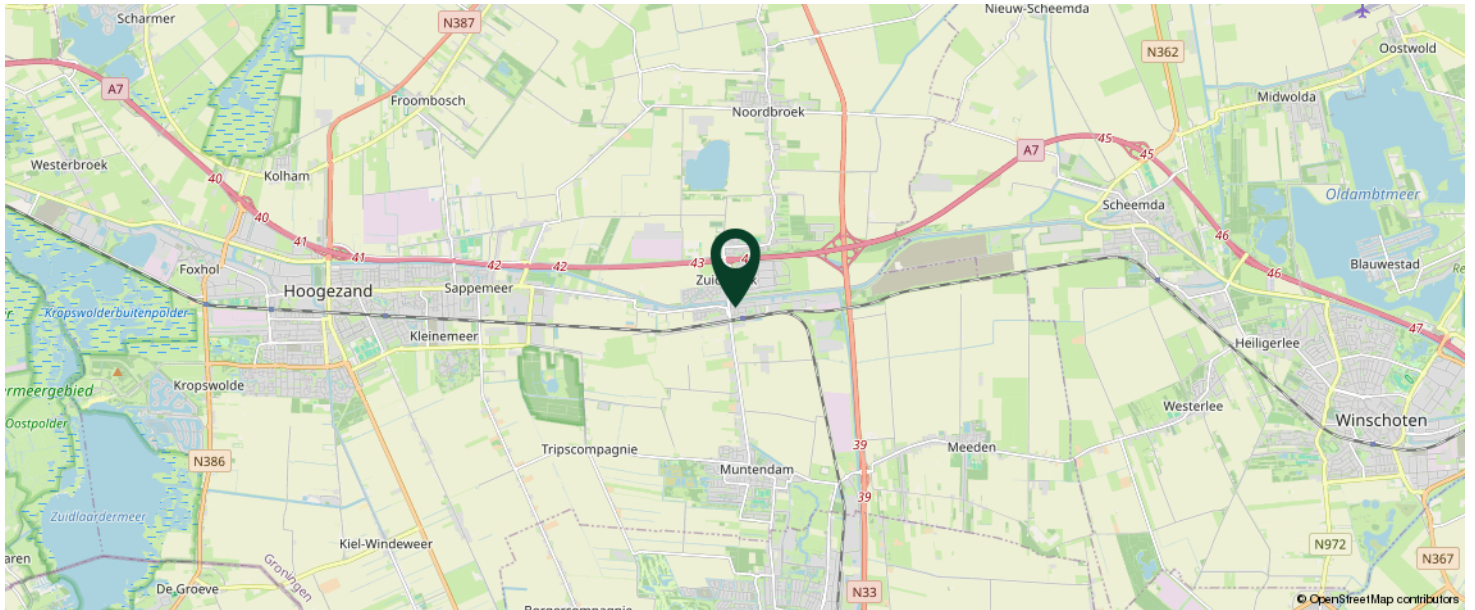 Scharmer
N387
Nieuw-Scheemda
N362
Oostwold
A7
Froombosch
Noordbroek
Midwolda
Westerbroek
Kolham
40
40
A7
45
45
Oldambtmeer
Scheemda
41
41
42
42
43
46
46
Foxhol
Hoogezand
Sappemeer
Blauwestad
Kropswolderbuitenpolder
Kleinemeer
47
Heiligerlee
Kropswolde
Oostpolder
Westerlee
Winschoten
N386
Tripscompagnie
Muntendam
39
Meeden
39
Zuidlaardermeer
Kiel-Windeweer
Groningen
De Groeve
N33
N972
N367
© OpenStreetMap contributors